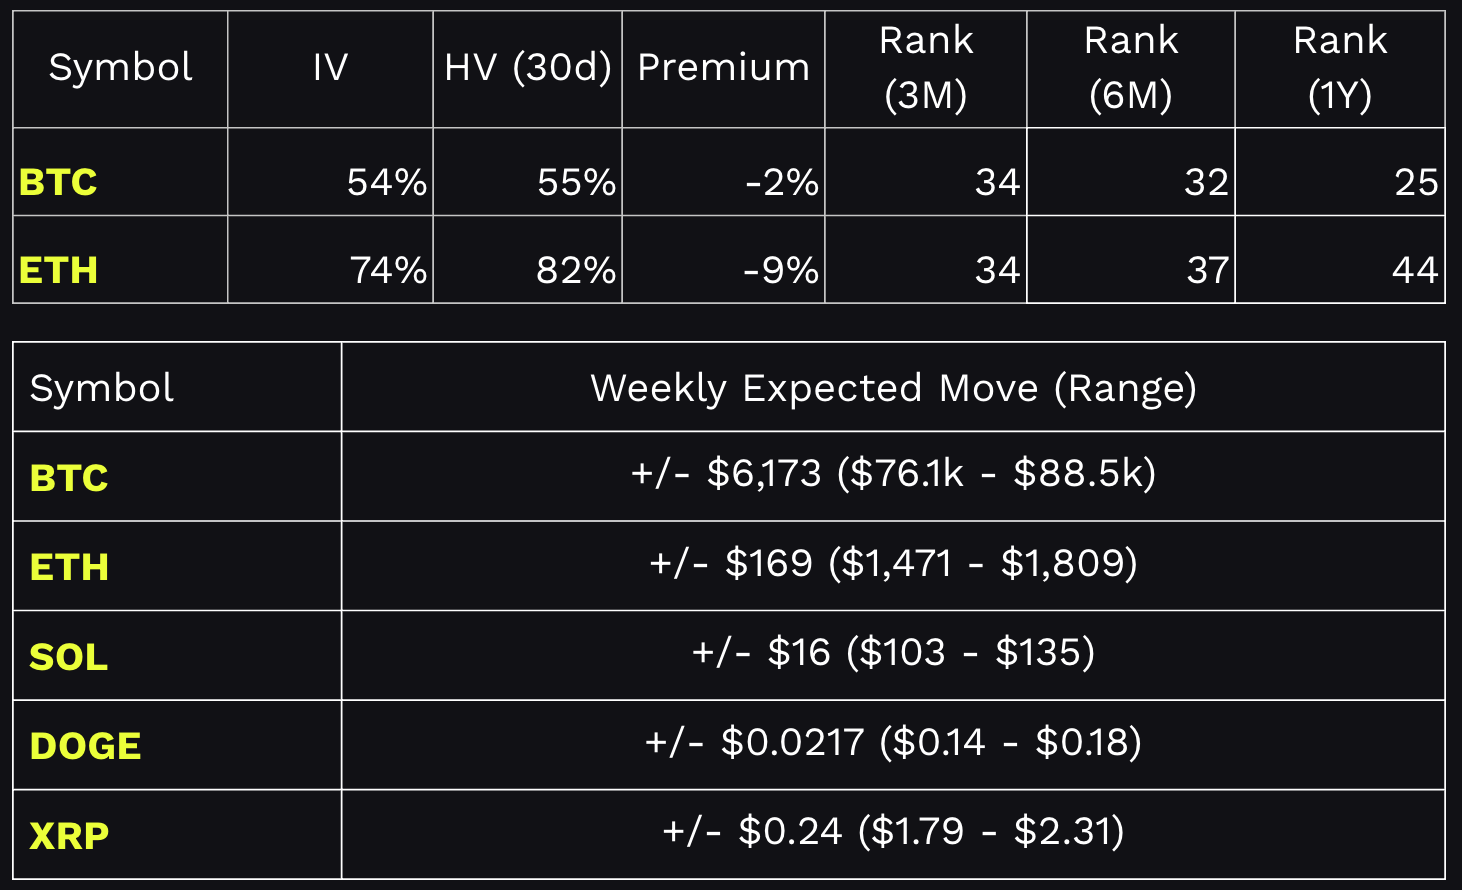 Symbol IV HV (30d) Premium Rank (3M) Rank (6M) Rank (1Y)
BTC 54% 55% -2% 34 32 25
ETH 74% 82% -9% 34 37 44
Symbol Weekly Expected Move (Range)
BTC +/- $6,173 ($76.1k - $88.5k)
ETH +/- $169 ($1,471 - $1,809)
SOL +/- $16 ($103 - $135)
DOGE +/- $0.0217 ($0.14 - $0.18)
XRP +/- $0.24 ($1.79 - $2.31)